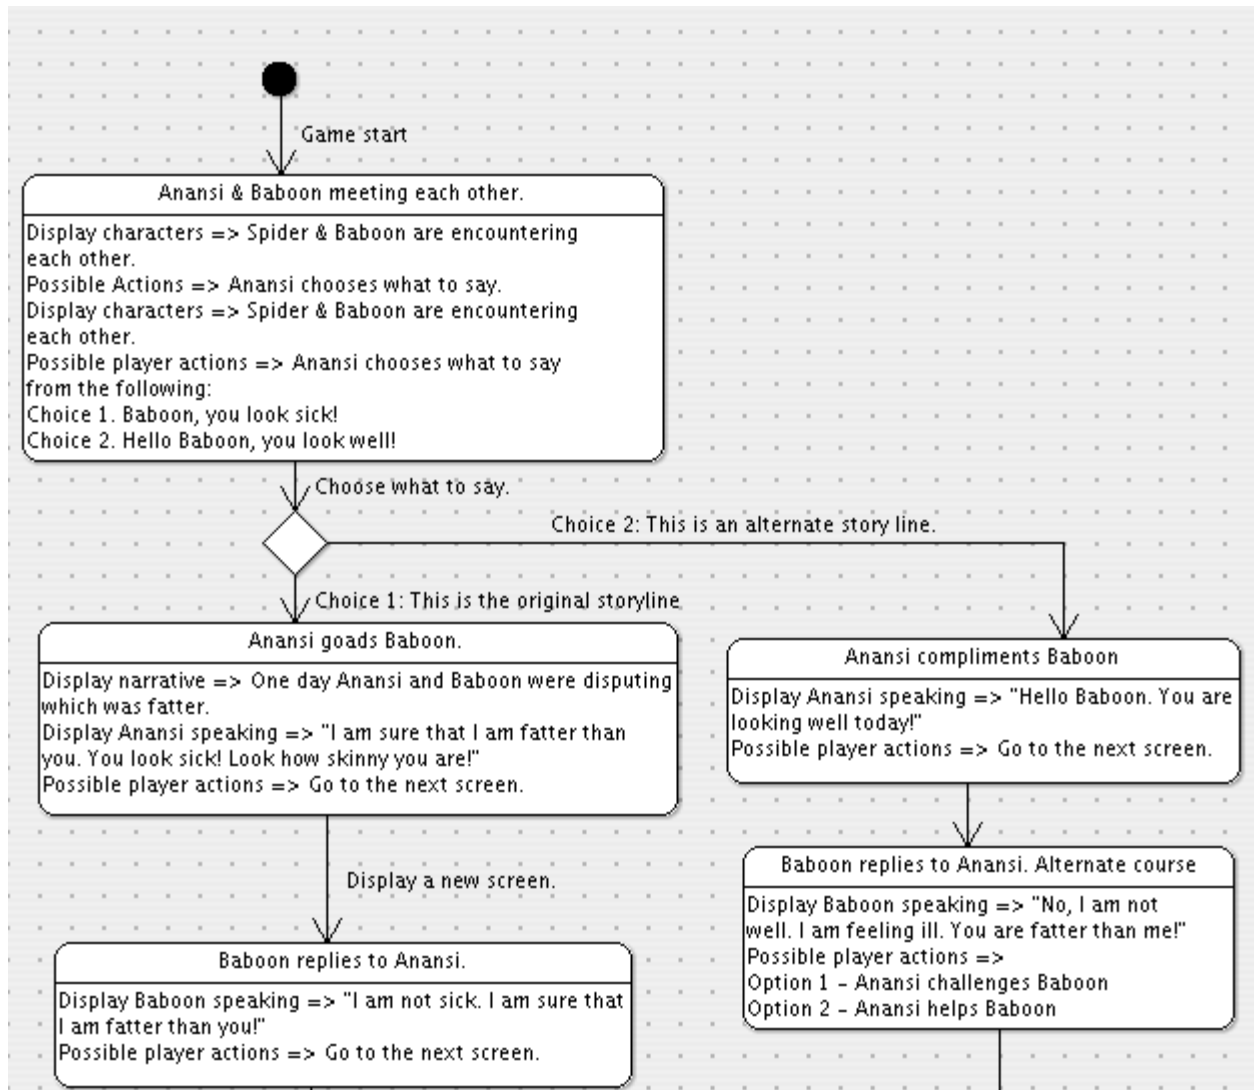 Game start
Anansi & Baboon meeting each other.
Display characters => Spider & Baboon are encountering
each other.
Possible Actions => Anansi chooses what to say.
Display characters => Spider & Baboon are encountering
each other.
Possible player actions => Anansi chooses what to say
from the following:
Choice 1. Baboon, you look sick!
Choice 2. Hello Baboon, you look well!
Choose what to say.
Choice 2: This is an alternate story line.
Choice 1: This is the original storyline
Anansi goads Baboon.
Display narrative => One day Anansi and Baboon were disputing
which was fatter.
Display Anansi speaking => "I am sure that I am fatter than
you. You look sick! Look how skinny you are!"
Possible player actions => Go to the next screen.
Anansi compliments Baboon
Display Anansi speaking => "Hello Baboon. You are
looking well today!"
Possible player actions => Go to the next screen.
Display a new screen.
Baboon replies to Anansi. Alternate course
Display Baboon speaking => "No, I am not
well. I am feeling ill. You are fatter than me!"
Possible player actions =>
Option 1 - Anansi challenges Baboon
Option 2 - Anansi helps Baboon
Baboon replies to Anansi.
Display Baboon speaking => "I am not sick. I am sure that
I am fatter than you!"
Possible player actions => Go to the next screen.